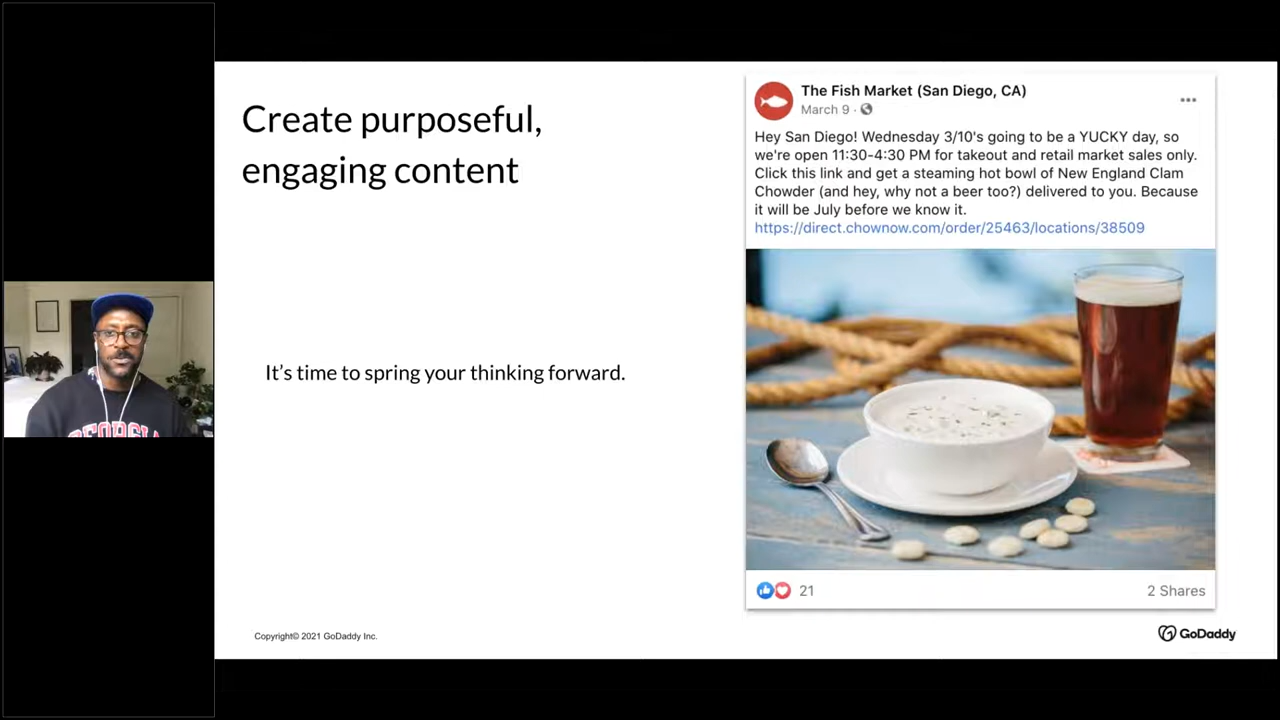 Create purposeful,
engaging content
It’s time to spring your thinking forward.
The Fish Market (San Diego, CA)
March 9 ·
Hey San Diego! Wednesday 3/10's going to be a YUCKY day, so
we're open 11:30-4:30 PM for takeout and retail market sales only.
Click this link and get a steaming hot bowl of New England Clam
Chowder (and hey, why not a beer too?) delivered to you. Because
it will be July before we know it.
https://direct.chownow.com/order/25463/locations/38509
21
2 Shares
GEORGIA
Copyright© 2021 GoDaddy Inc.
GoDaddy